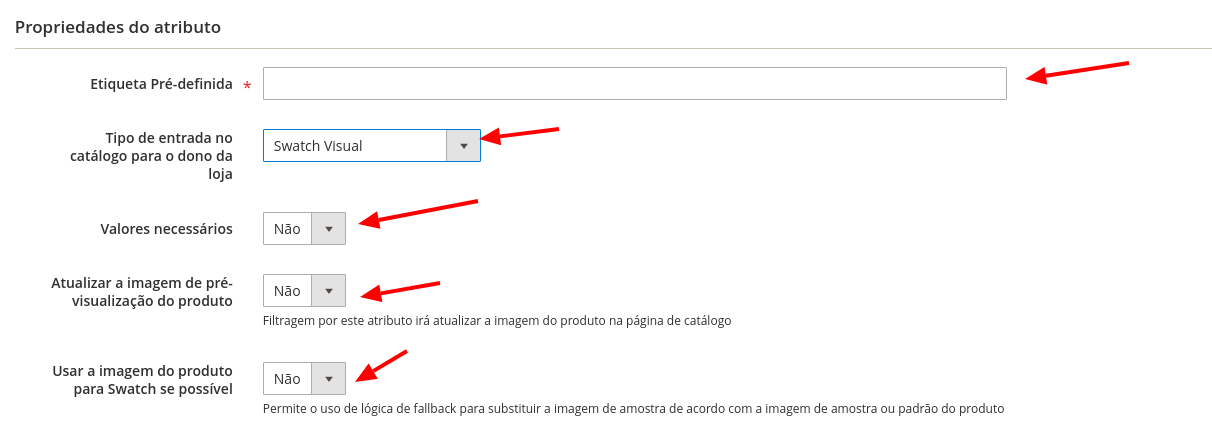 Propriedades do atributo
Etiqueta Pré-definida *
Tipo de entrada no
catálogo para o dono da
loja
Swatch Visual
Valores necessários
Não
Atualizar a imagem de pré-
visualização do produto
Não
Filtragem por este atributo irá atualizar a imagem do produto na página de catálogo
Usar a imagem do produto
para Swatch se possível
Não
Permite o uso de lógica de fallback para substituir a imagem de amostra de acordo com a imagem de amostra ou padrão do produto